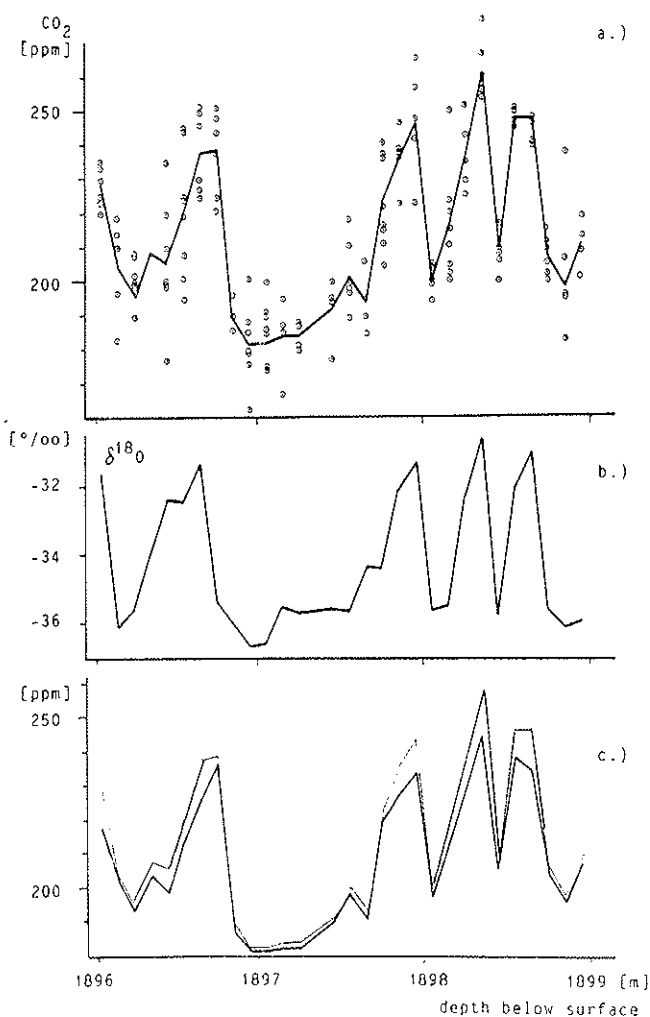 CO2
[ppm]
a.)
250
200
[°/oo]
δ18O
b.)
-32
-34
-36
[ppm]
250
c.)
200
1896 1897 1898 1899 [m]
depth below surface